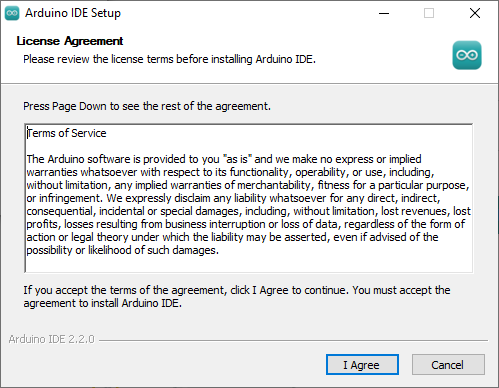 Arduino IDE Setup
License Agreement
Please review the license terms before installing Arduino IDE.
Press Page Down to see the rest of the agreement.
Terms of Service
The Arduino software is provided to you "as is" and we make no express or implied
warranties whatsoever with respect to its functionality, operability, or use, including,
without limitation, any implied warranties of merchantability, fitness for a particular purpose,
or infringement. We expressly disclaim any liability whatsoever for any direct, indirect,
consequential, incidental or special damages, including, without limitation, lost revenues, lost
profits, losses resulting from business interruption or loss of data, regardless of the form of
action or legal theory under which the liability may be asserted, even if advised of the
possibility or likelihood of such damages.
If you accept the terms of the agreement, click I Agree to continue. You must accept the
agreement to install Arduino IDE.
Arduino IDE 2.2.0
I Agree
Cancel